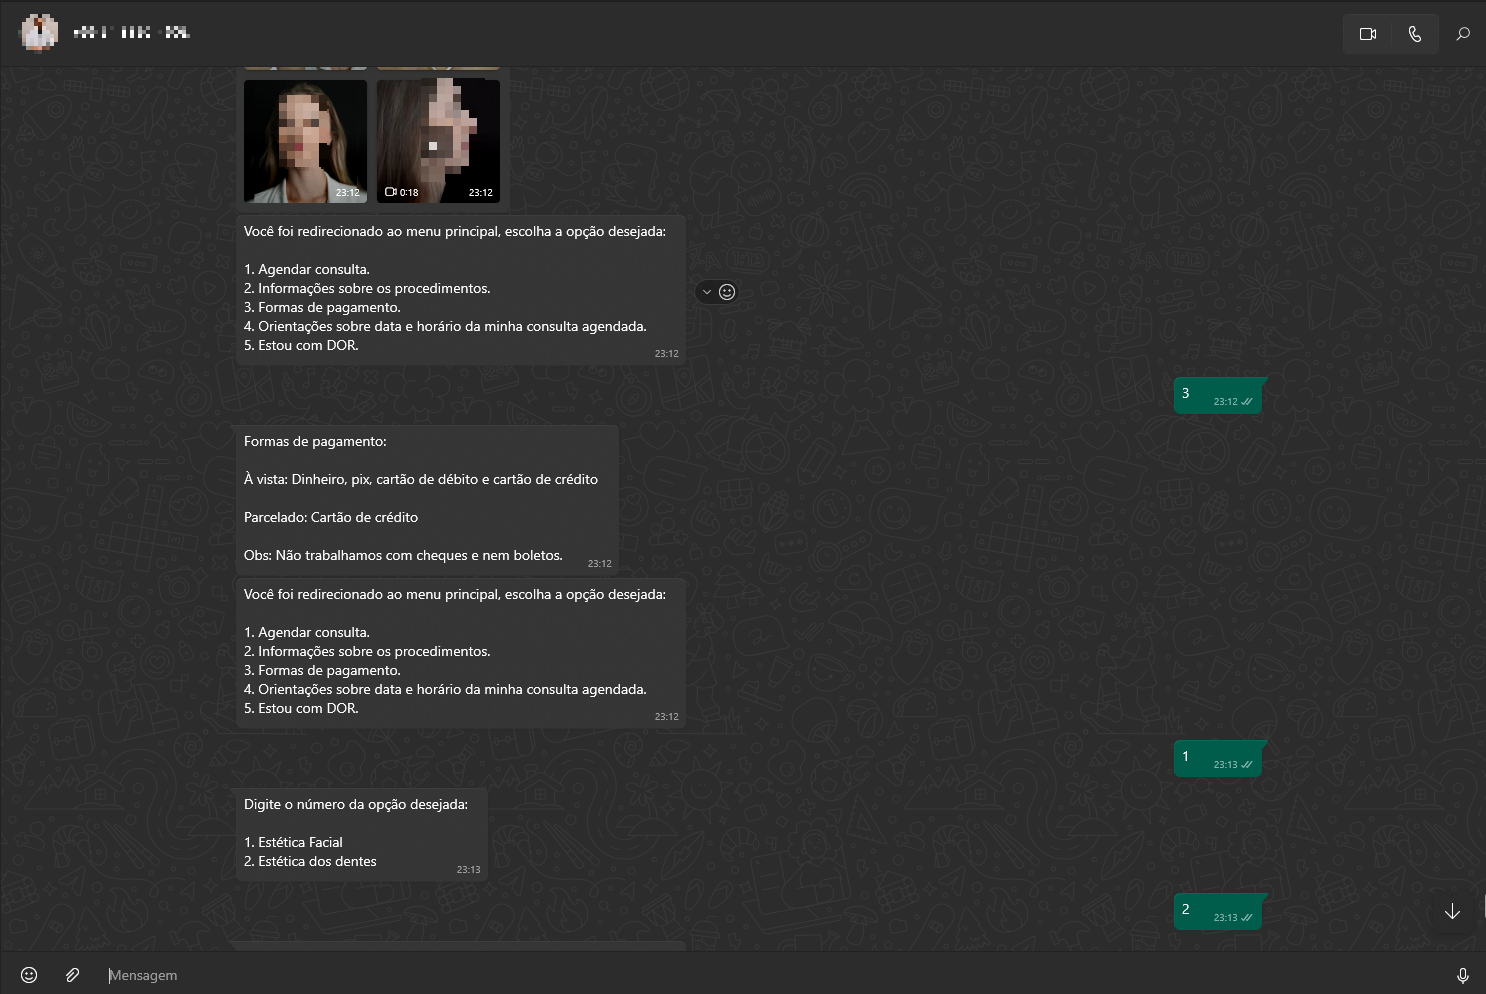 23:12
0:18
23:12
Você foi redirecionado ao menu principal, escolha a opção desejada:
1. Agendar consulta.
2. Informações sobre os procedimentos.
3. Formas de pagamento.
4. Orientações sobre data e horário da minha consulta agendada.
5. Estou com DOR.
23:12
3
23:12
Formas de pagamento:
À vista: Dinheiro, pix, cartão de débito e cartão de crédito
Parcelado: Cartão de crédito
Obs: Não trabalhamos com cheques e nem boletos.
23:12
Você foi redirecionado ao menu principal, escolha a opção desejada:
1. Agendar consulta.
2. Informações sobre os procedimentos.
3. Formas de pagamento.
4. Orientações sobre data e horário da minha consulta agendada.
5. Estou com DOR.
23:12
1
23:13
Digite o número da opção desejada:
1. Estética Facial
2. Estética dos dentes
23:13
2
23:13
Mensagem